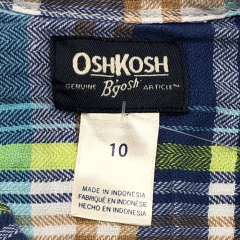 OSHKOSH
GENUINE B'gosh ARTICLE™
10
MADE IN INDONESIA
FABRIQUÉ EN INDONÉSIE
HECHO EN INDONESIA